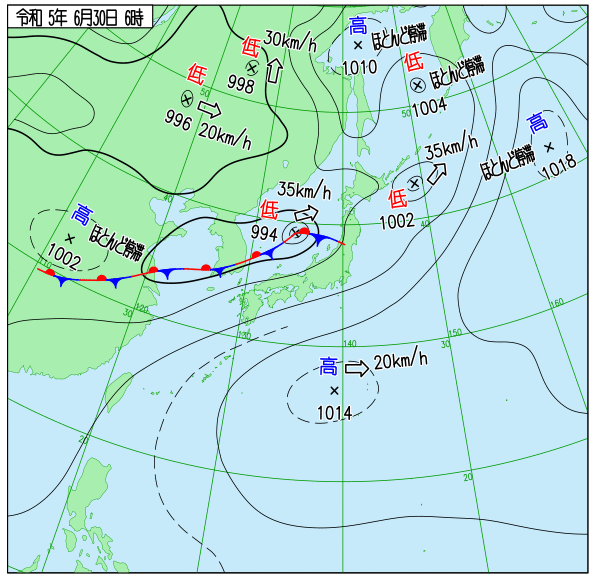 令和 5年 6月30日 6時
低
30km/h
998
低
50
996
20km/h
高
1010
ほとんど停滞
低
ほとんど停滞
1004
50
高
ほとんど停滞
1018
低
35km/h
1002
40
低
35km/h
994
40
高
ほとんど停滞
1002
30
120
130
140
150
160
30
高
20km/h
1014
20
20